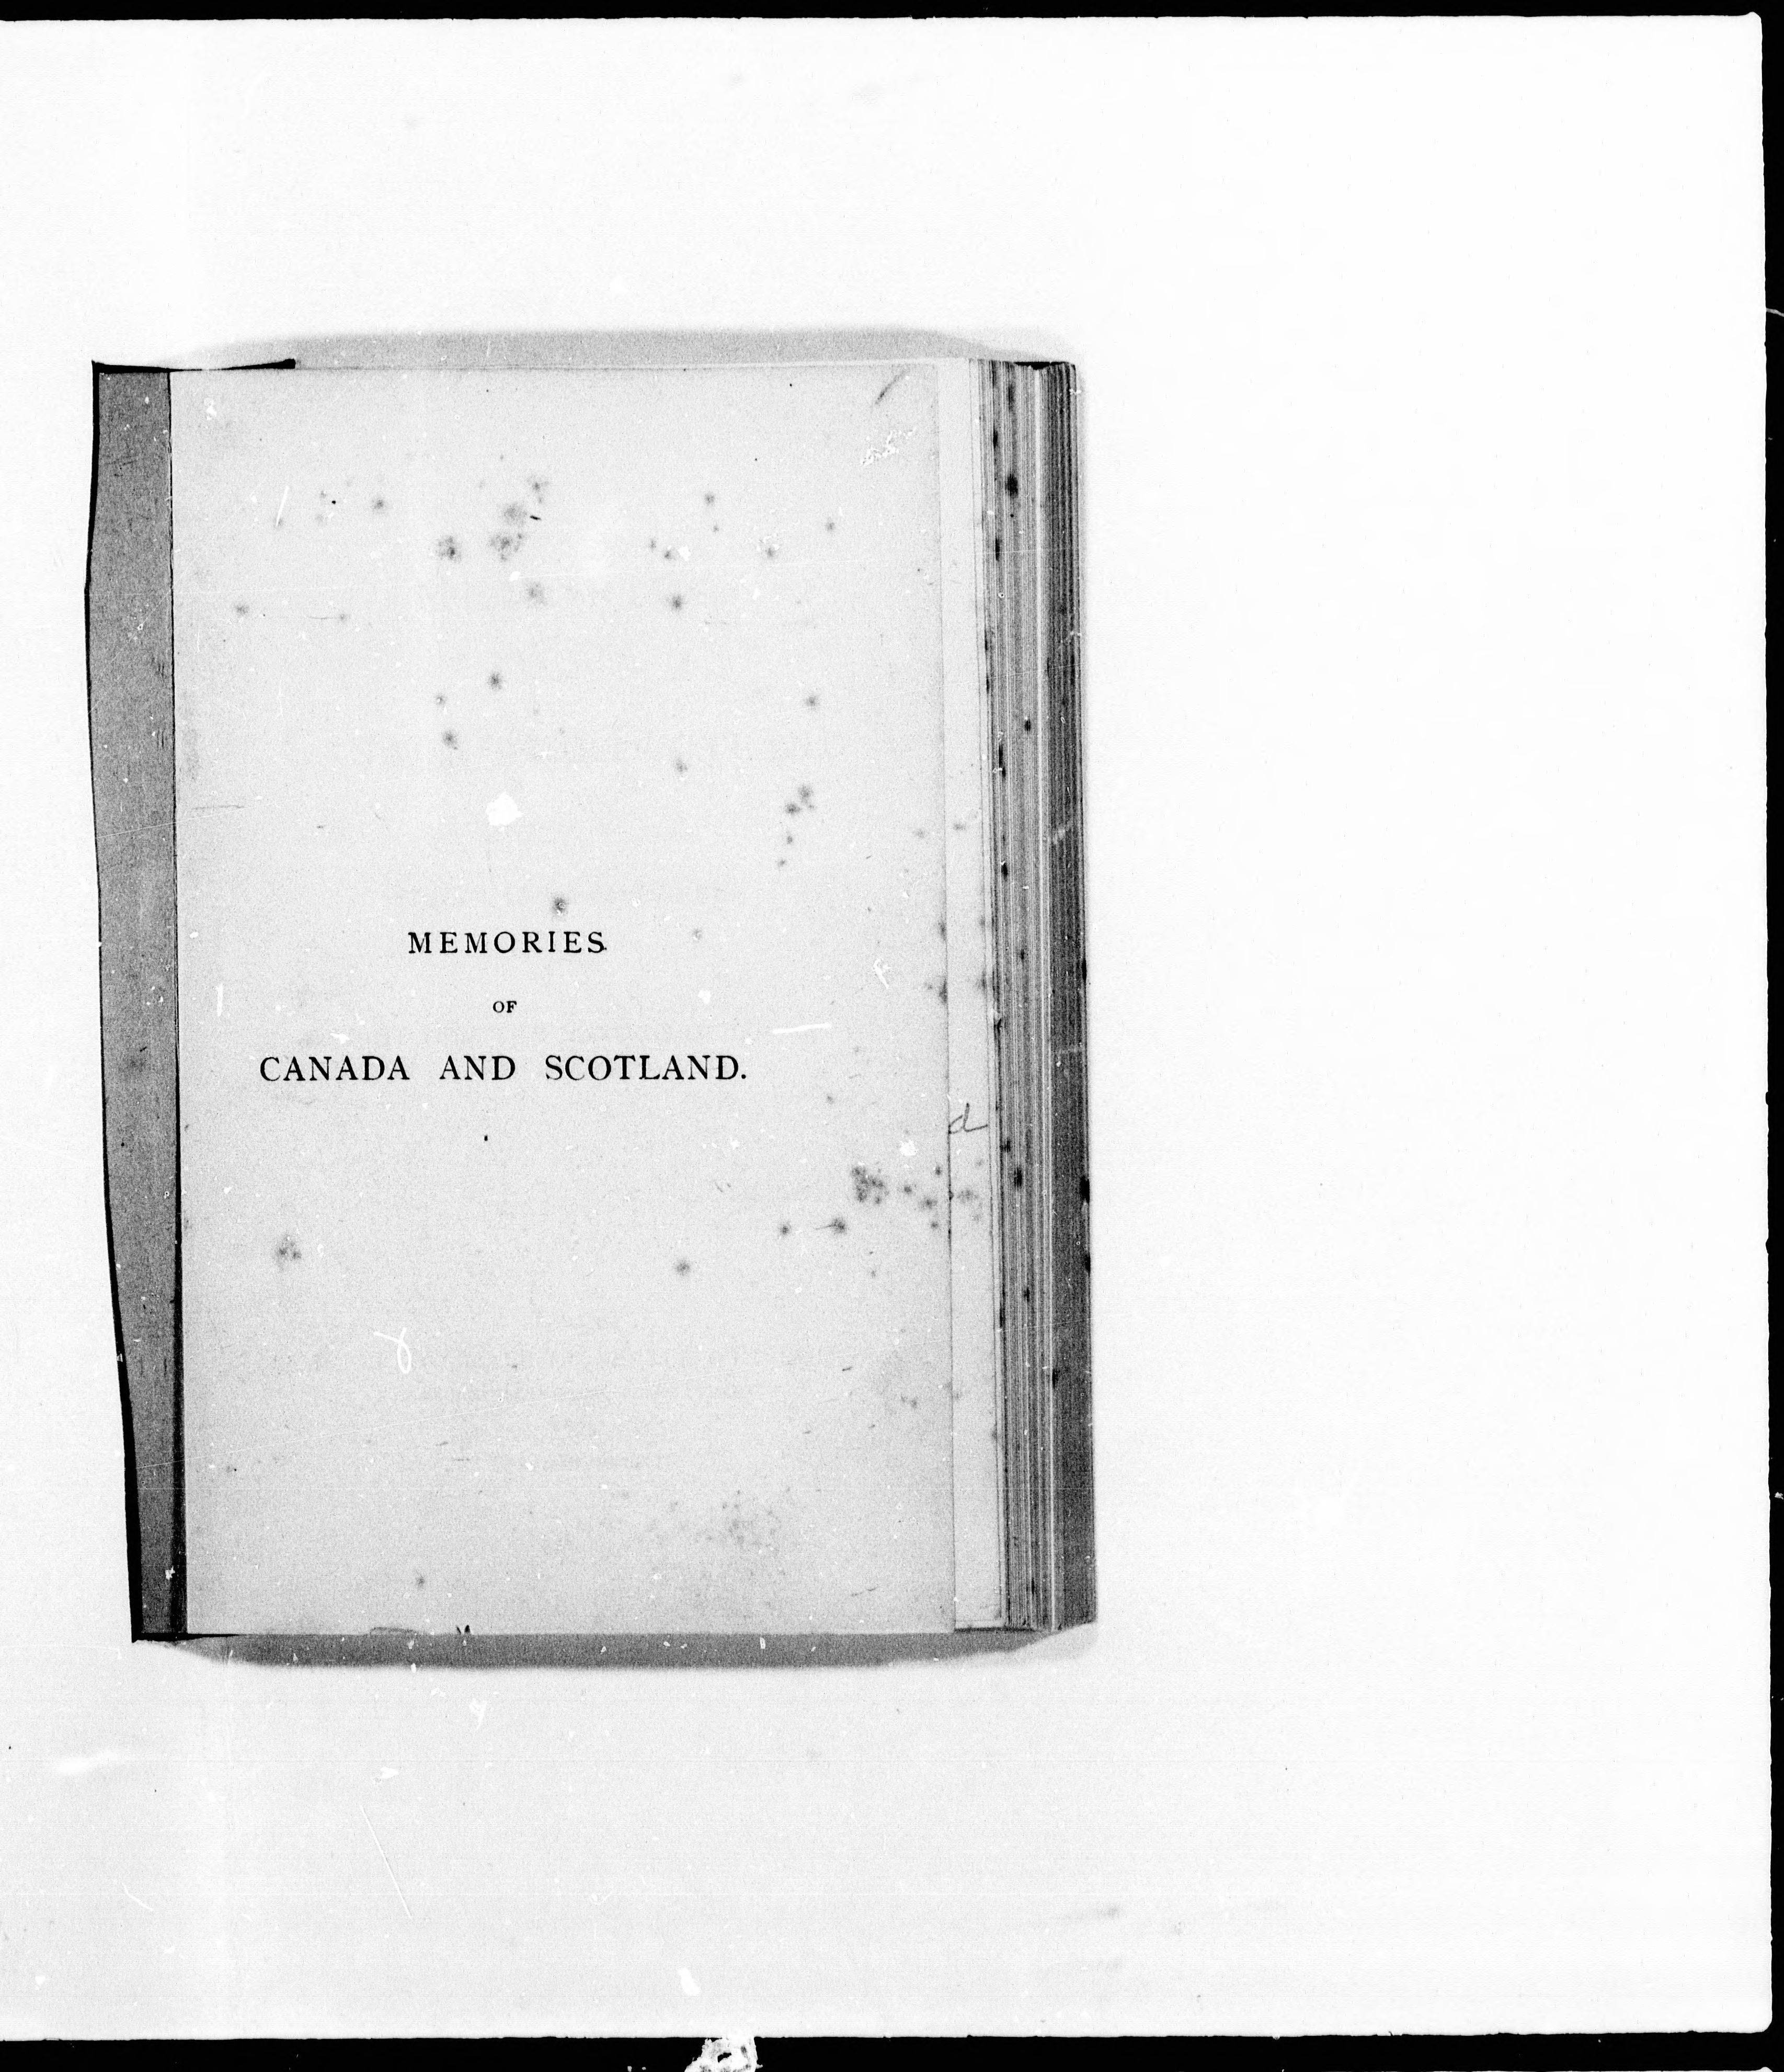 MEMORIES
OF
CANADA AND SCOTLAND.
d